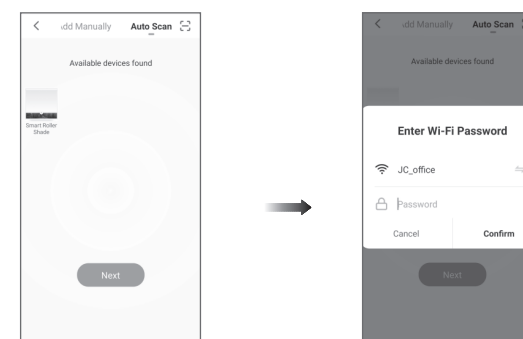 \dd Manually Auto Scan
Available devices found
Smart Roller
Shade
Next
\dd Manually Auto Scan
Available devices found
Enter Wi-Fi Password
JC_office
Password
Cancel Confirm
Next